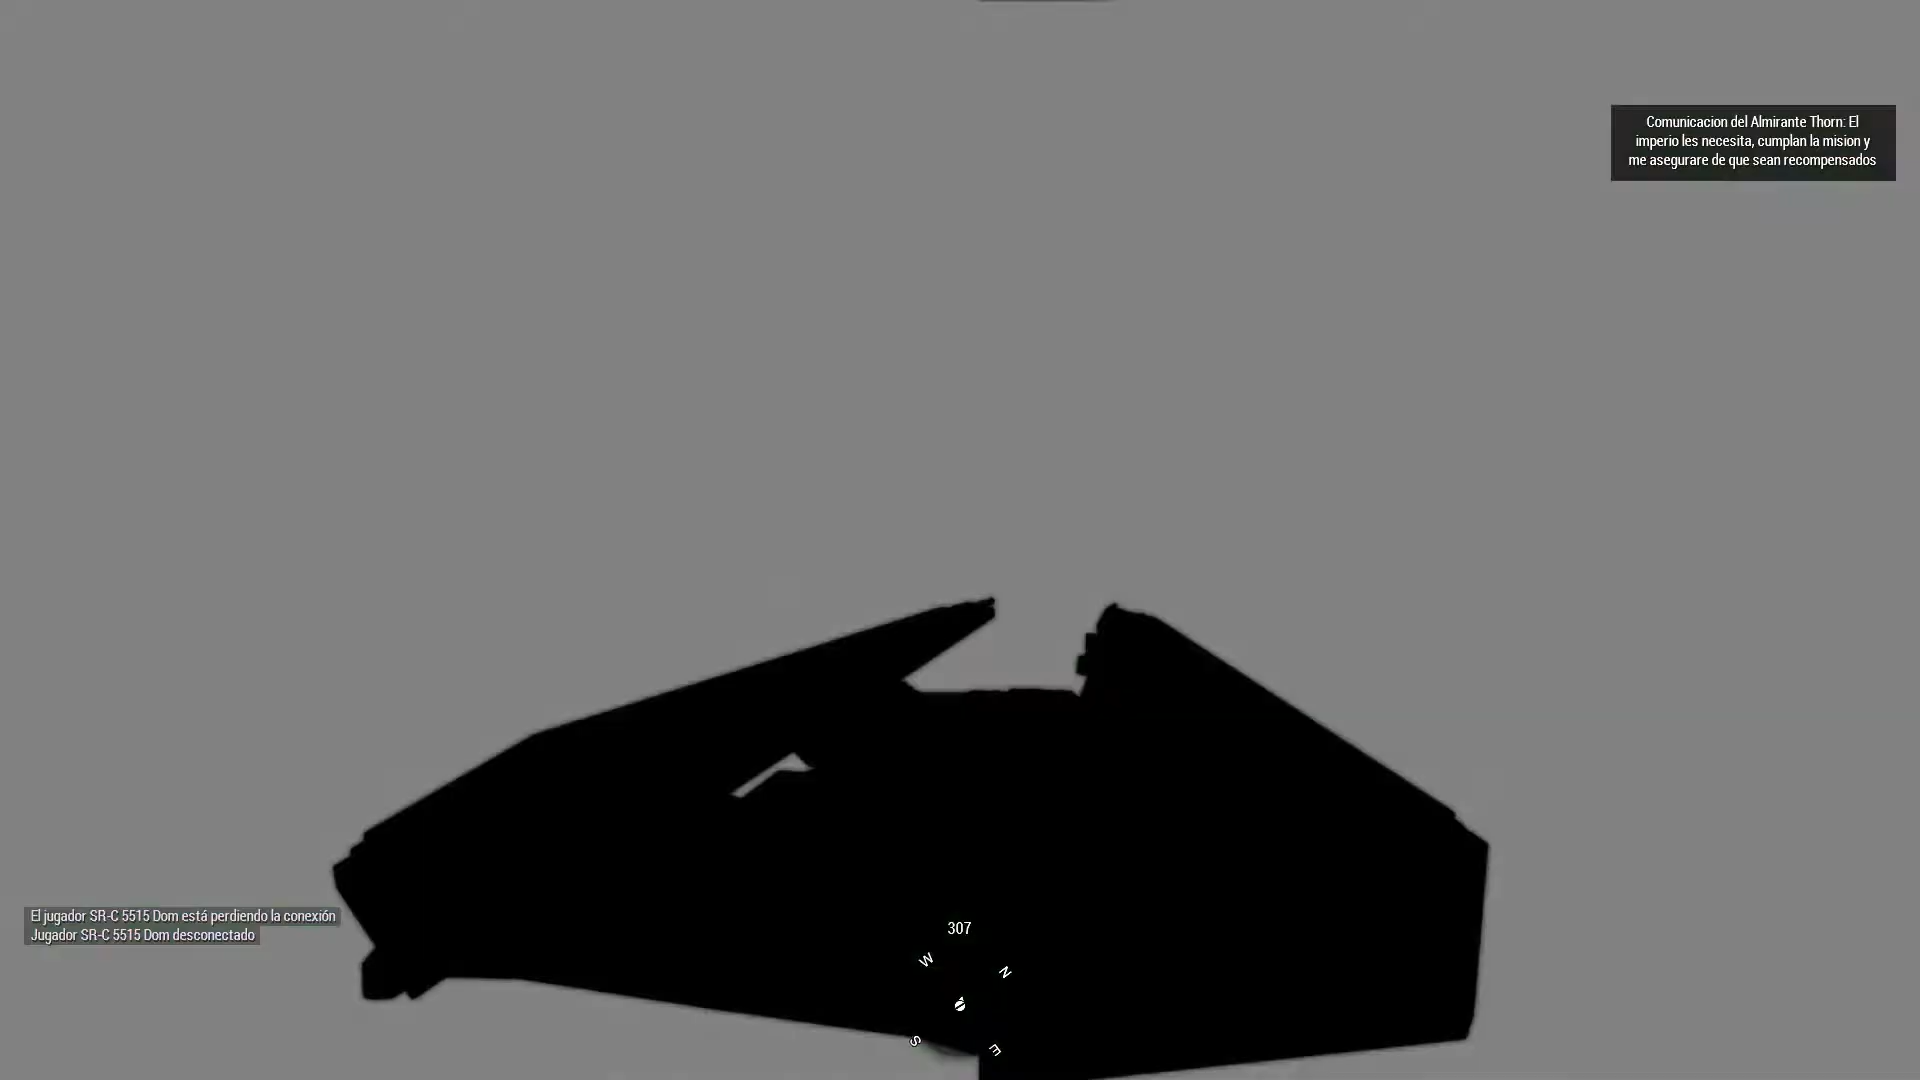 Comunicacion del Almirante Thorn: El
imperio les necesita, cumplan la mision y
me asegurare de que sean recompensados
El jugador SR-C 5515 Dom está perdiendo la conexión
Jugador SR-C 5515 Dom desconectado
307
W
N
S
E